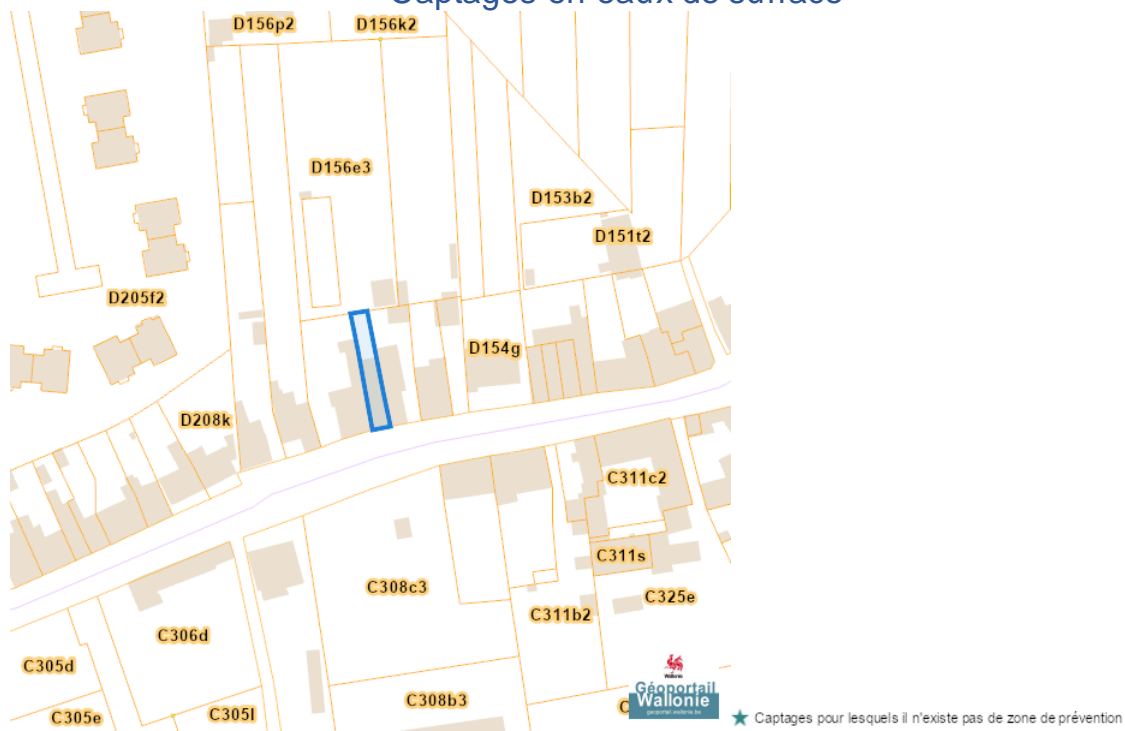 Captages en eaux de surface
D156p2
D156k2
D156e3
D153b2
D151t2
D205f2
D154g
D208k
C311c2
C311s
C308c3
C325e
C311b2
C306d
C305d
C308b3
C305l
C305e
Wallonie
Géoportail
Wallonie
geoportail.wallonie.be
Captages pour lesquels il n'existe pas de zone de prévention